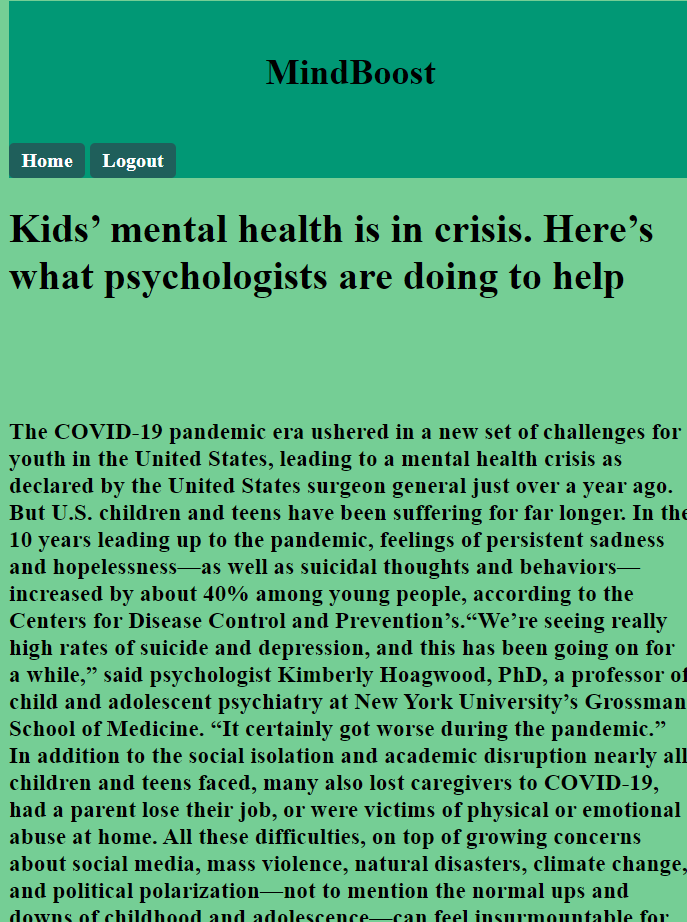 MindBoost
Home Logout
Kids’ mental health is in crisis. Here’s
what psychologists are doing to help
The COVID-19 pandemic era ushered in a new set of challenges for
youth in the United States, leading to a mental health crisis as
declared by the United States surgeon general just over a year ago.
But U.S. children and teens have been suffering for far longer. In the
10 years leading up to the pandemic, feelings of persistent sadness
and hopelessness—as well as suicidal thoughts and behaviors—
increased by about 40% among young people, according to the
Centers for Disease Control and Prevention’s.“We’re seeing really
high rates of suicide and depression, and this has been going on for
a while,” said psychologist Kimberly Hoagwood, PhD, a professor of
child and adolescent psychiatry at New York University’s Grossman
School of Medicine. “It certainly got worse during the pandemic.”
In addition to the social isolation and academic disruption nearly all
children and teens faced, many also lost caregivers to COVID-19,
had a parent lose their job, or were victims of physical or emotional
abuse at home. All these difficulties, on top of growing concerns
about social media, mass violence, natural disasters, climate change,
and political polarization—not to mention the normal ups and
downs of childhood and adolescence—can feel insurmountable for